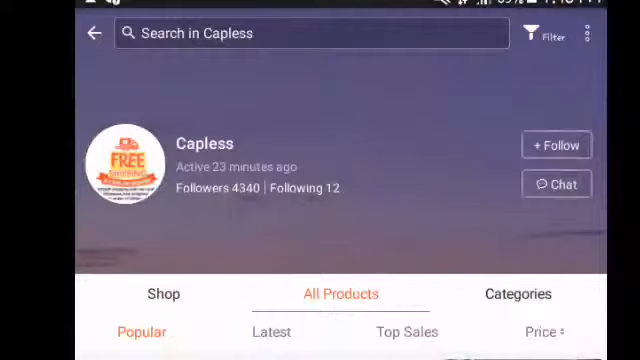 Search in Capless
Filter
FREE
SHIPPING
Capless
Active 23 minutes ago
Followers 4340 | Following 12
+ Follow
Chat
Shop
All Products
Categories
Popular
Latest
Top Sales
Price